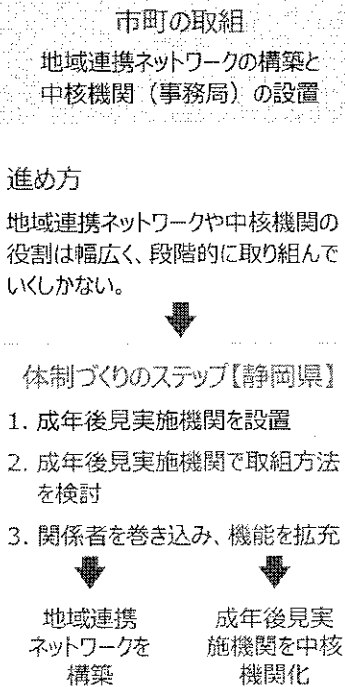 市町の取組
地域連携ネットワークの構築と
中核機関（事務局）の設置
進め方
地域連携ネットワークや中核機関の
役割は幅広く、段階的に取り組んで
いくしかない。
体制づくりのステップ【静岡県】
1. 成年後見実施機関を設置
2. 成年後見実施機関で取組方法
を検討
3. 関係者を巻き込み、機能を拡充
地域連携
ネットワークを
構築
成年後見実
施機関を中核
機関化